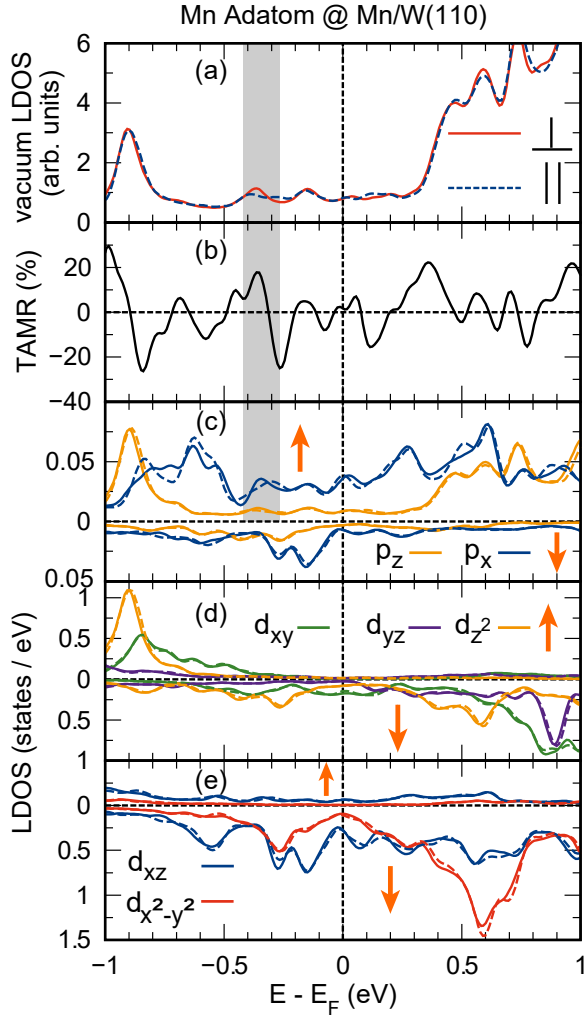 Mn Adatom @ Mn/W(110)
(a)
vacuum LDOS
(arb. units)
6
4
2
0
⊥
||
(b)
TAMR (%)
20
0
−20
−40
(c)
0.05
0
0.05
p_z
p_x
(d)
d_xy
d_yz
d_z²
LDOS (states / eV)
1
0.5
0
0.5
1
(e)
0
0.5
1
1.5
d_xz
d_x²-y²
−1
−0.5
0
0.5
1
E - E_F (eV)